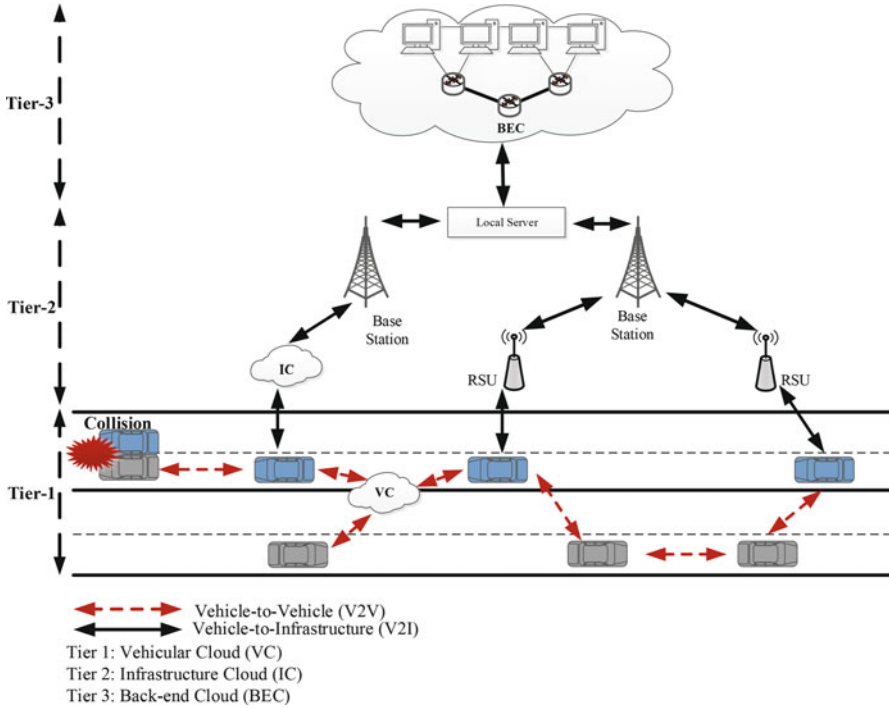 Tier-3
BEC
Local Server
Tier-2
Base
Station
Base
Station
IC
RSU
RSU
Collision
Tier-1
VC
Vehicle-to-Vehicle (V2V)
Vehicle-to-Infrastructure (V2I)
Tier 1: Vehicular Cloud (VC)
Tier 2: Infrastructure Cloud (IC)
Tier 3: Back-end Cloud (BEC)